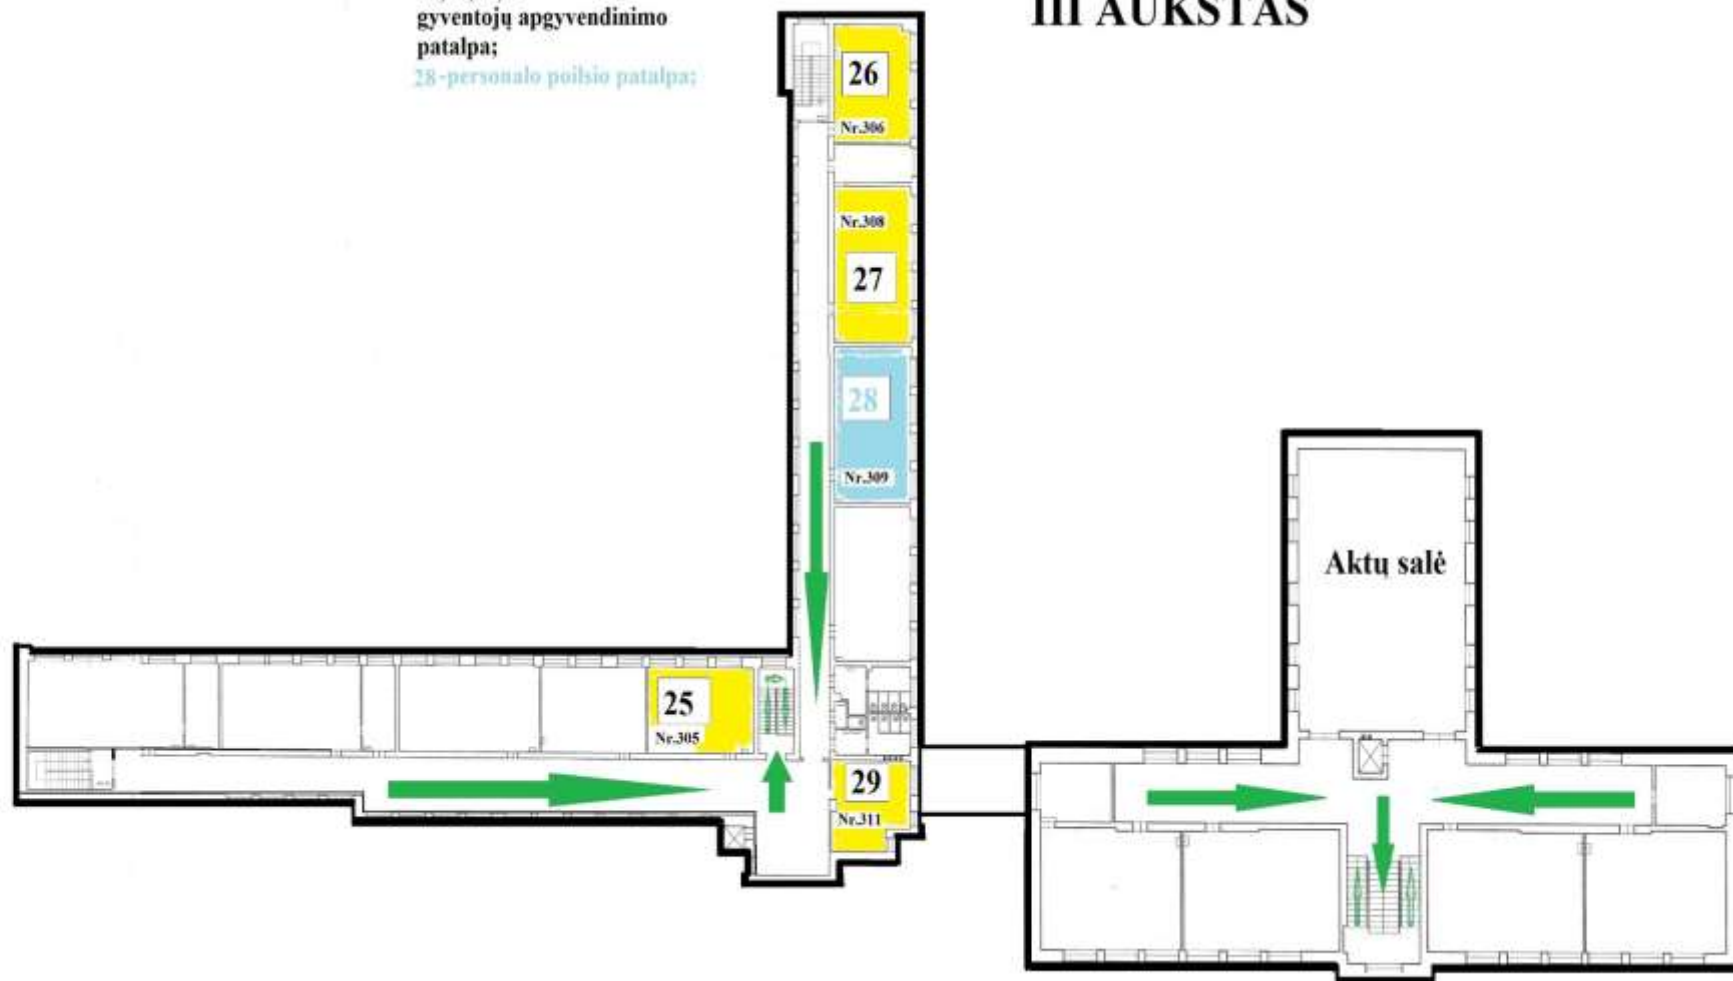 gyventojų apgyvendinimo
patalpa;
28-personalo poilsio patalpa;
III AUKŠTAS
26
Nr.306
Nr.308
27
28
Nr.309
Aktų salė
25
Nr.305
29
Nr.311